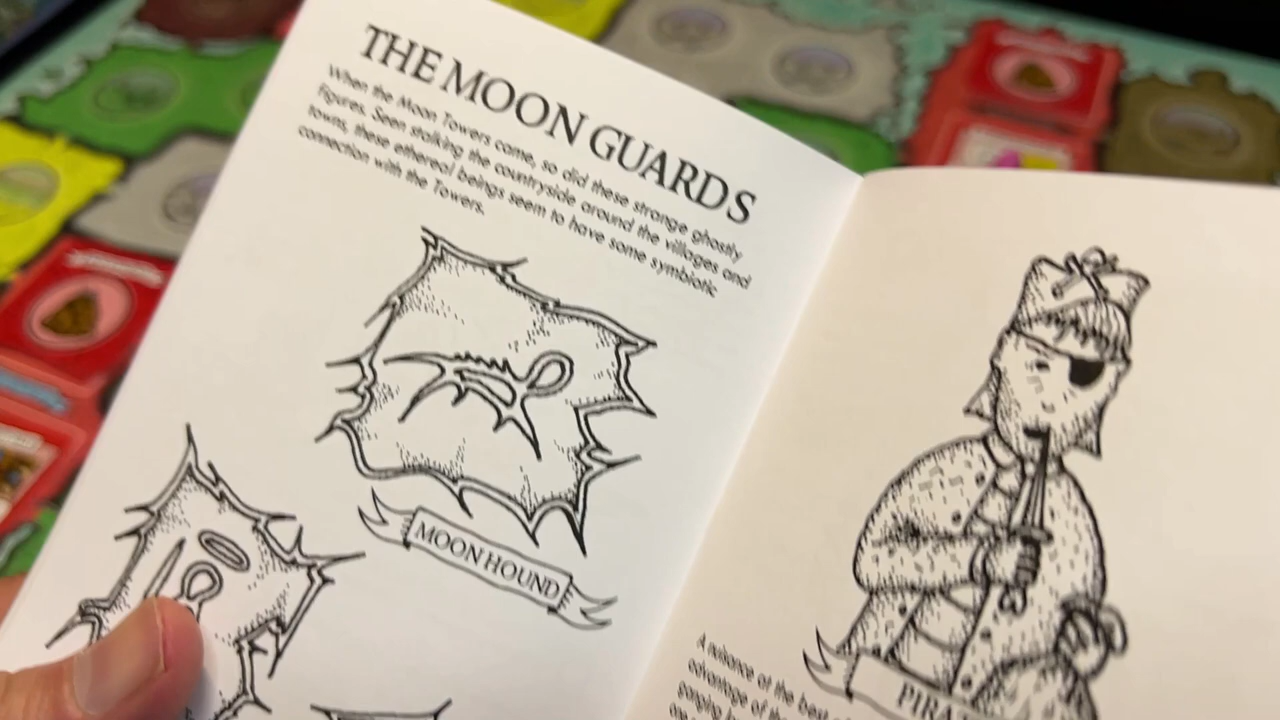 THE MOON GUARDS
When the Moon Towers came, so did these strange ghostly
figures. Seen stalking the countryside around the villages and
towns, these ethereal beings seem to have some symbiotic
connection with the Towers.
MOON HOUND
A nuisance at the best
advantage of the